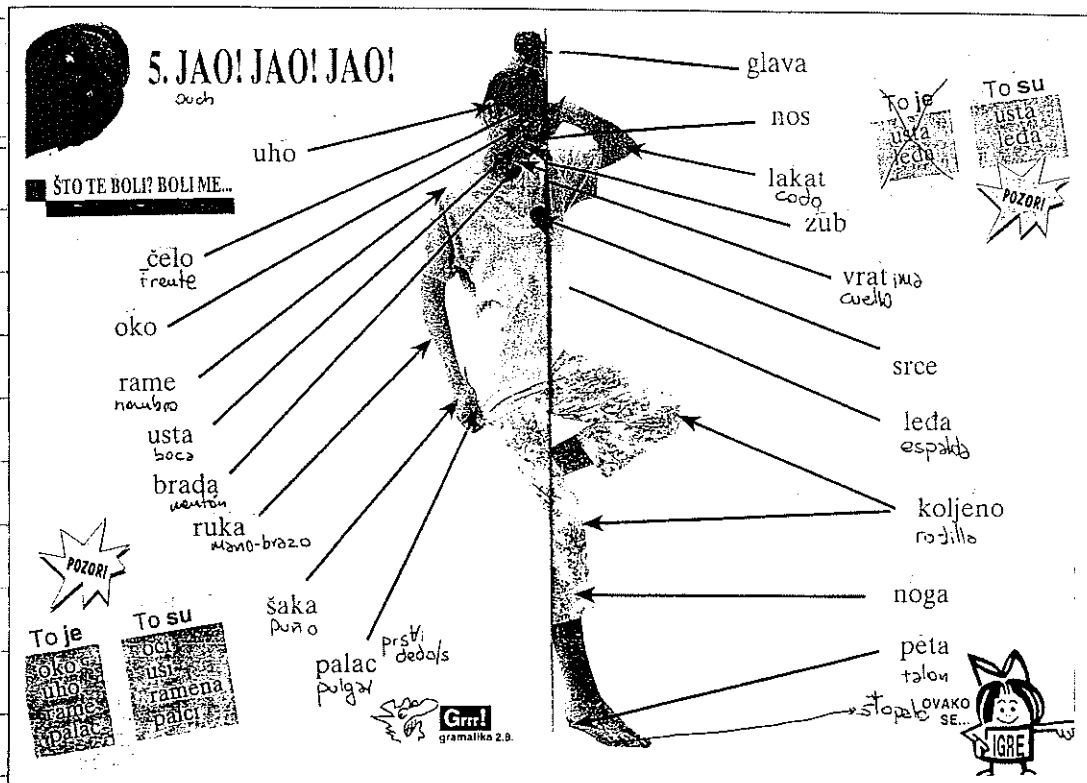 5. JAO! JAO! JAO!
ouch
ŠTO TE BOLI? BOLI ME...
uho
čelo
Frente
oko
rame
hombro
usta
boca
brada
mentón
ruka
mano-brazo
šaka
puño
palac
pulgar
prsti
dedo/s
glava
nos
lakat
codo
zub
vrat
cuello
srce
leđa
espalda
koljeno
rodilla
noga
peta
talon
stopalo
To je
usta
leđa
To su
usta
leđa
POZOR!
POZOR!
To je
oko
uho
rame
palac
To su
oči
uši
ramena
palci
Grrr!
gramatika 2.B.
OVAKO
SE...
IGRE